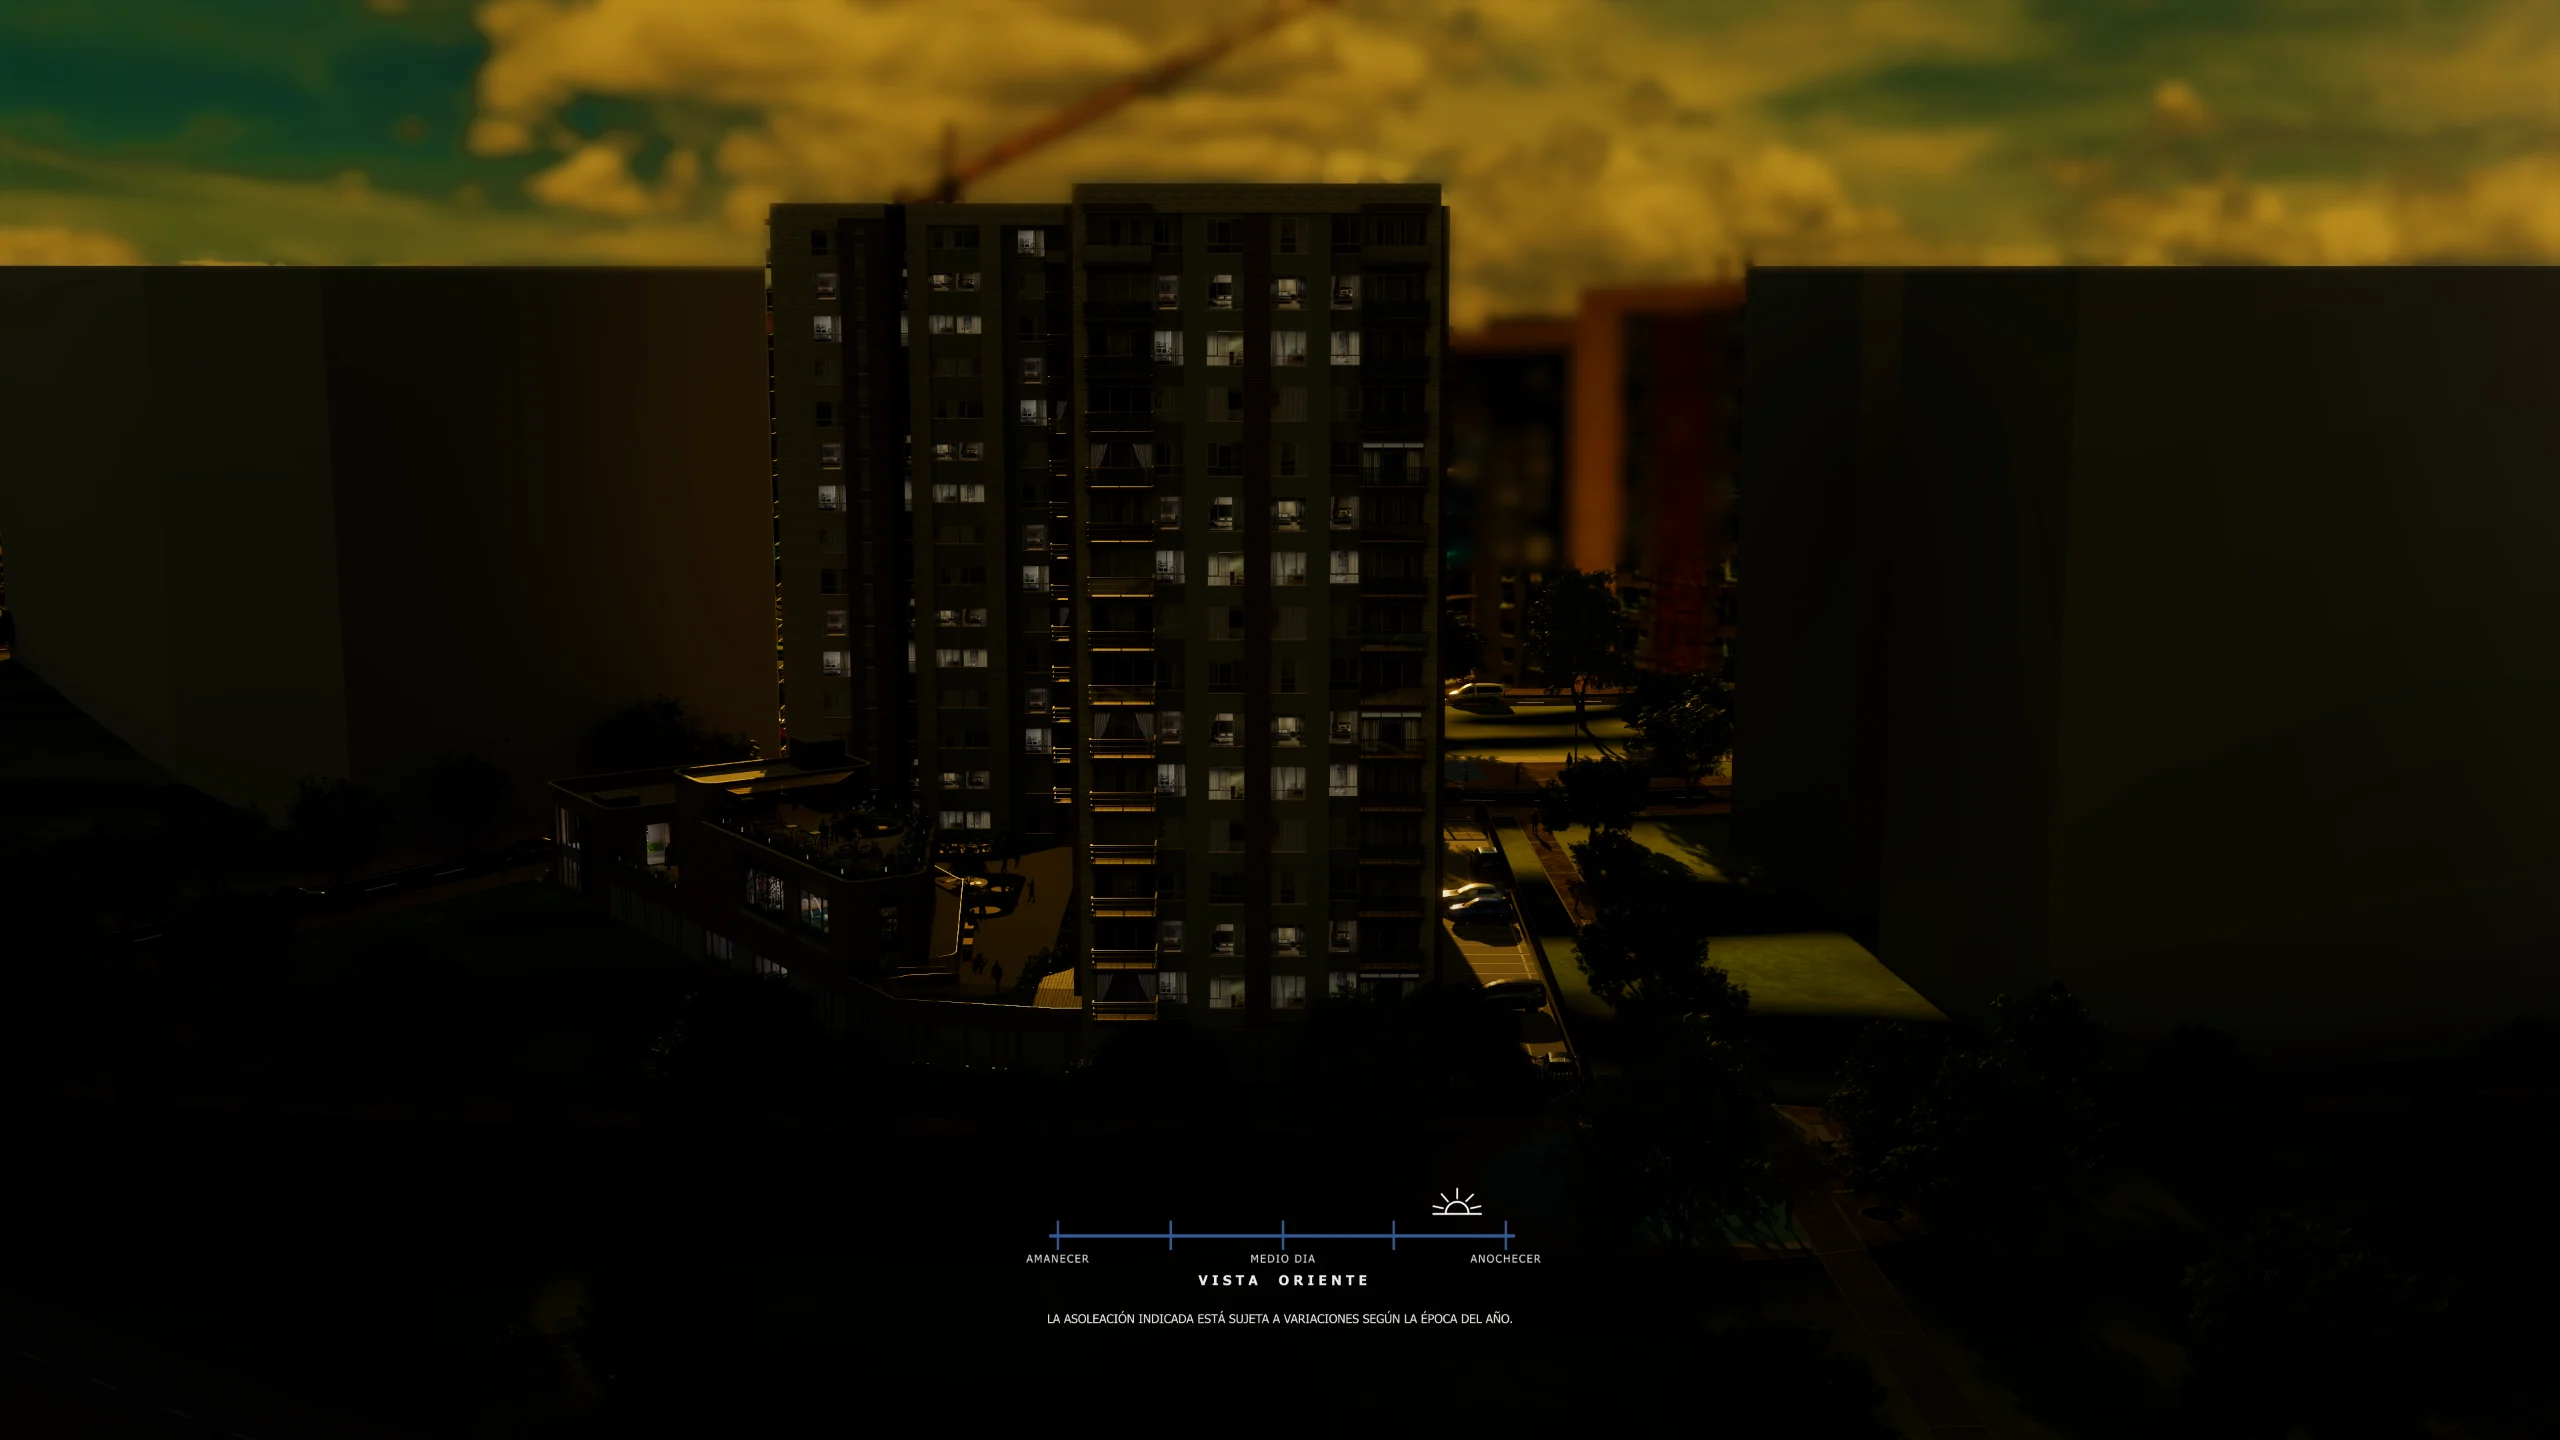 AMANECER MEDIO DIA ANOCHECER
VISTA ORIENTE
LA ASOLEACIÓN INDICADA ESTÁ SUJETA A VARIACIONES SEGÚN LA ÉPOCA DEL AÑO.